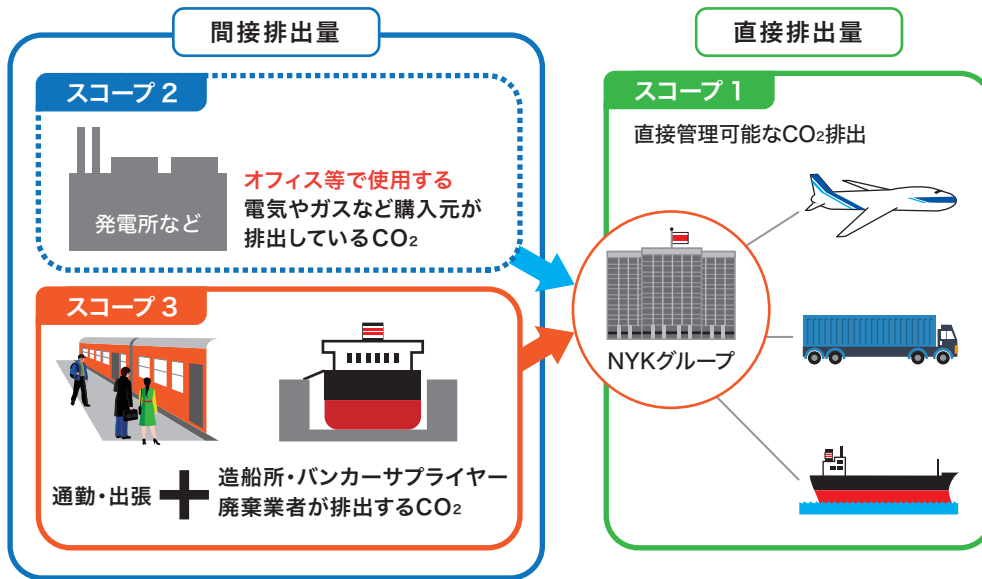 間接排出量
スコープ 2
発電所など
オフィス等で使用する
電気やガスなど購入元が
排出しているCO₂
スコープ 3
通勤・出張
造船所・バンカーサプライヤー
廃棄業者が排出するCO₂
NYKグループ
直接排出量
スコープ 1
直接管理可能なCO₂排出